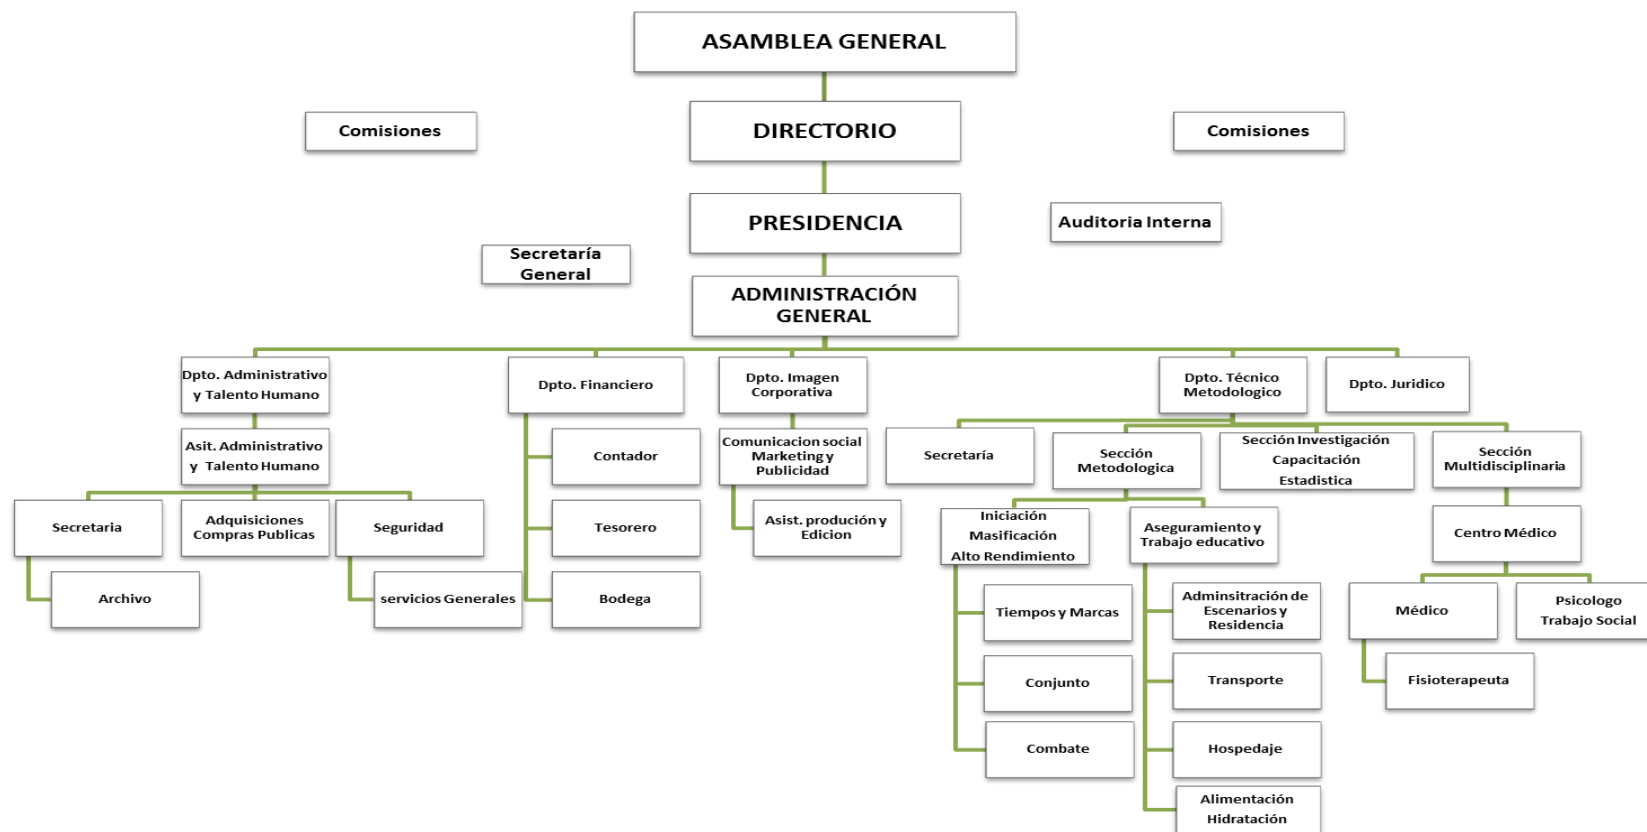 ASAMBLEA GENERAL
Comisiones
DIRECTORIO
Comisiones
PRESIDENCIA
Auditoria Interna
Secretaría
General
ADMINISTRACIÓN
GENERAL
Dpto. Administrativo
y Talento Humano
Dpto. Financiero
Dpto. Imagen
Corporativa
Dpto. Técnico
Metodologico
Dpto. Juridico
Asit. Administrativo
y Talento Humano
Contador
Comunicacion social
Marketing y
Publicidad
Secretaría
Sección
Metodologica
Sección Investigación
Capacitación
Estadistica
Sección
Multidisciplinaria
Secretaria
Adquisiciones
Compras Publicas
Seguridad
Tesorero
Asist. produción y
Edicion
Iniciación
Masificación
Alto Rendimiento
Aseguramiento y
Trabajo educativo
Centro Médico
Archivo
servicios Generales
Bodega
Tiempos y Marcas
Adminsitración de
Escenarios y
Residencia
Médico
Psicologo
Trabajo Social
Conjunto
Transporte
Fisioterapeuta
Combate
Hospedaje
Alimentación
Hidratación